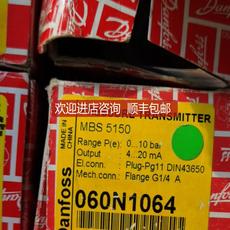 Danfoss
欢迎进店咨询 顺丰包邮
TRANSMITTER
MBS 5150
Range P(e): 0...10 bar
Output : 4...20 mA
El.conn.: Plug-Pg11 DIN43650
Mech.conn.: Flange G1/4 A
060N1064
MADE IN
CHINA
Danfoss